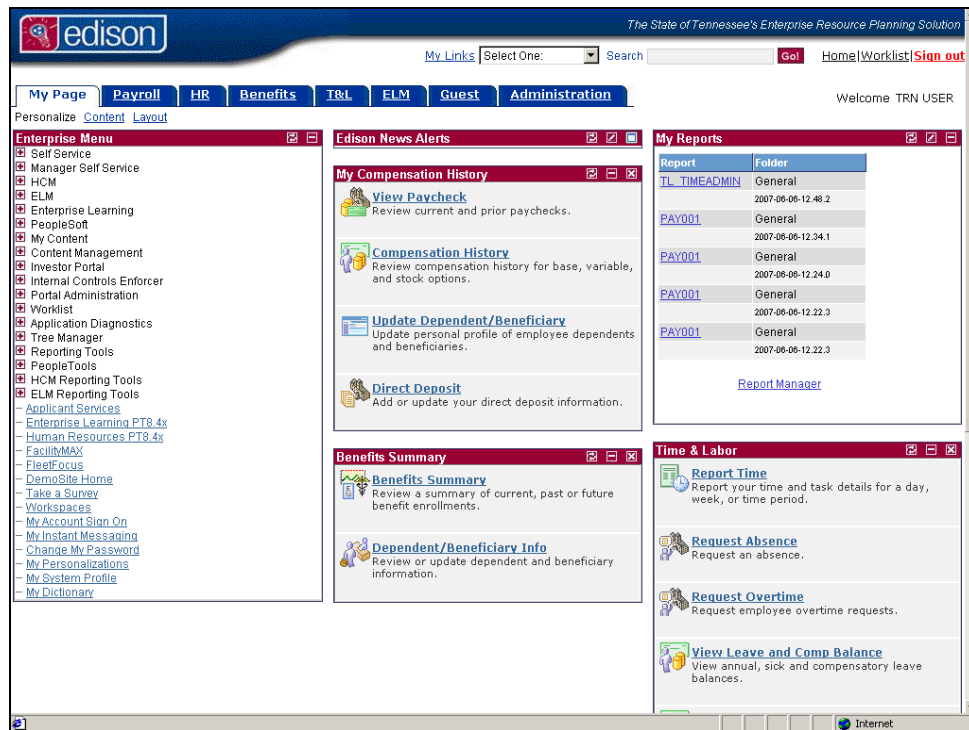 edison
The State of Tennessee's Enterprise Resource Planning Solution
My Links Select One: Search Go! Home|Worklist|Sign out
My Page Payroll HR Benefits T&L ELM Guest Administration
Welcome TRN USER
Personalize Content Layout
Enterprise Menu
Self Service
Manager Self Service
HCM
ELM
Enterprise Learning
PeopleSoft
My Content
Content Management
Investor Portal
Internal Controls Enforcer
Portal Administration
Worklist
Application Diagnostics
Tree Manager
Reporting Tools
PeopleTools
HCM Reporting Tools
ELM Reporting Tools
Applicant Services
Enterprise Learning PT8.4x
Human Resources PT8.4x
FacilityMAX
FleetFocus
DemoSite Home
Take a Survey
Workspaces
My Account Sign On
My Instant Messaging
Change My Password
My Personalizations
My System Profile
My Dictionary
Edison News Alerts
My Compensation History
View Paycheck
Review current and prior paychecks.
Compensation History
Review compensation history for base, variable,
and stock options.
Update Dependent/Beneficiary
Update personal profile of employee dependents
and beneficiaries.
Direct Deposit
Add or update your direct deposit information.
Benefits Summary
Benefits Summary
Review a summary of current, past or future
benefit enrollments.
Dependent/Beneficiary Info
Review or update dependent and beneficiary
information.
My Reports
Report Folder
TL_TIMEADMIN General
2007-06-06-12.48.2
PAY001 General
2007-06-06-12.34.1
PAY001 General
2007-06-06-12.24.0
PAY001 General
2007-06-06-12.22.3
PAY001 General
2007-06-06-12.22.3
Report Manager
Time & Labor
Report Time
Report your time and task details for a day,
week, or time period.
Request Absence
Request an absence.
Request Overtime
Request employee overtime requests.
View Leave and Comp Balance
View annual, sick and compensatory leave
balances.
Internet